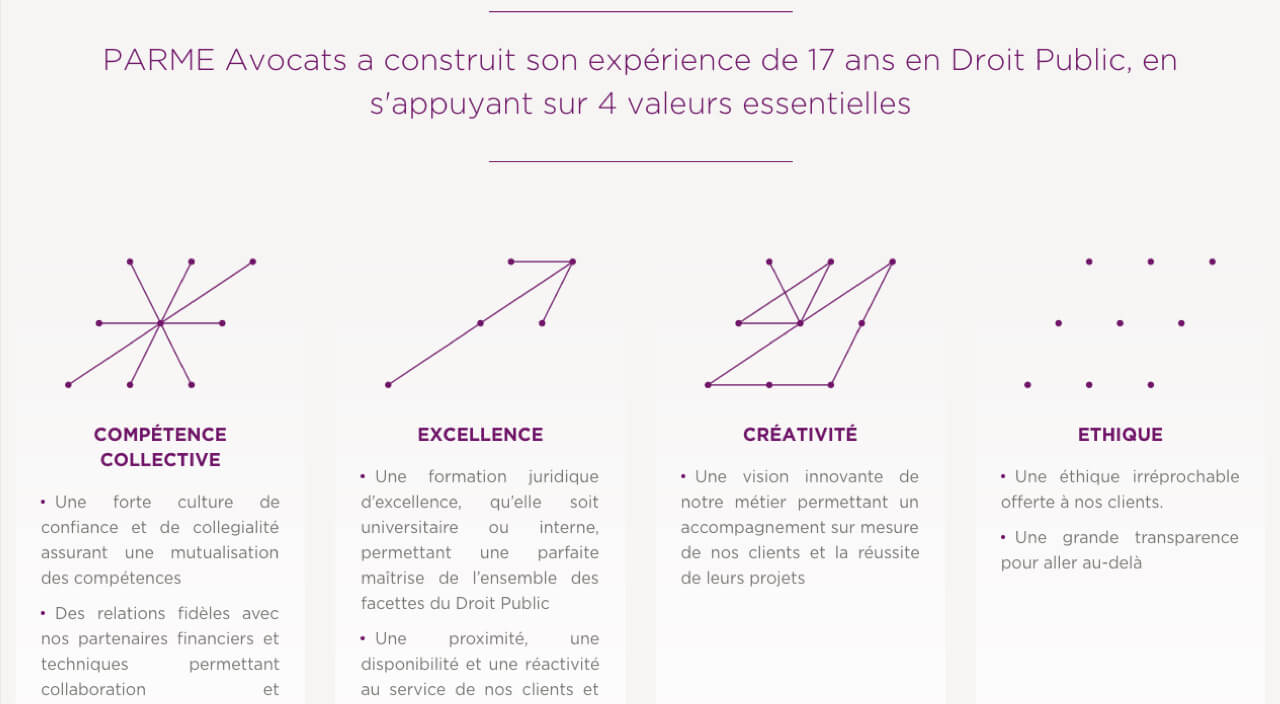 PARME Avocats a construit son expérience de 17 ans en Droit Public, en
s'appuyant sur 4 valeurs essentielles
COMPÉTENCE
COLLECTIVE
• Une forte culture de
confiance et de collegialité
assurant une mutualisation
des compétences
• Des relations fidèles avec
nos partenaires financiers et
techniques permettant
collaboration et
EXCELLENCE
• Une formation juridique
d'excellence, qu'elle soit
universitaire ou interne,
permettant une parfaite
maîtrise de l'ensemble des
facettes du Droit Public
• Une proximité, une
disponibilité et une réactivité
au service de nos clients et
CRÉATIVITÉ
• Une vision innovante de
notre métier permettant un
accompagnement sur mesure
de nos clients et la réussite
de leurs projets
ETHIQUE
• Une éthique irréprochable
offerte à nos clients.
• Une grande transparence
pour aller au-delà